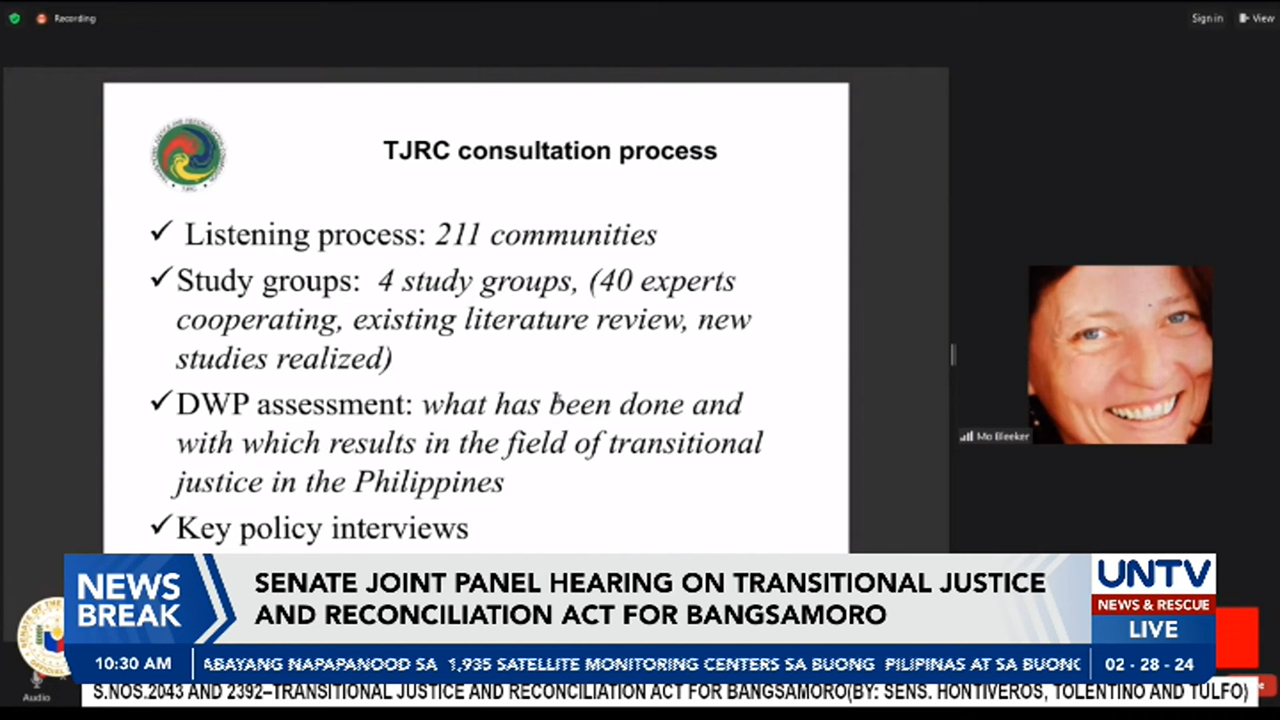 Recording
Sign in
View
TJRC consultation process
✓ Listening process: 211 communities
✓ Study groups: 4 study groups, (40 experts
cooperating, existing literature review, new
studies realized)
✓ DWP assessment: what has been done and
with which results in the field of transitional
justice in the Philippines
✓ Key policy interviews
Mo Bleeker
NEWS
BREAK
SENATE JOINT PANEL HEARING ON TRANSITIONAL JUSTICE
AND RECONCILIATION ACT FOR BANGSAMORO
UNTV
NEWS & RESCUE
LIVE
10:30 AM
ABAYANG NAPAPANOOD SA 1,935 SATELLITE MONITORING CENTERS SA BUONG PILIPINAS AT SA BUONG
02 - 28 - 24
Audio
S.NOS.2043 AND 2392–TRANSITIONAL JUSTICE AND RECONCILIATION ACT FOR BANGSAMORO(BY: SENS. HONTIVEROS, TOLENTINO AND TULFO)